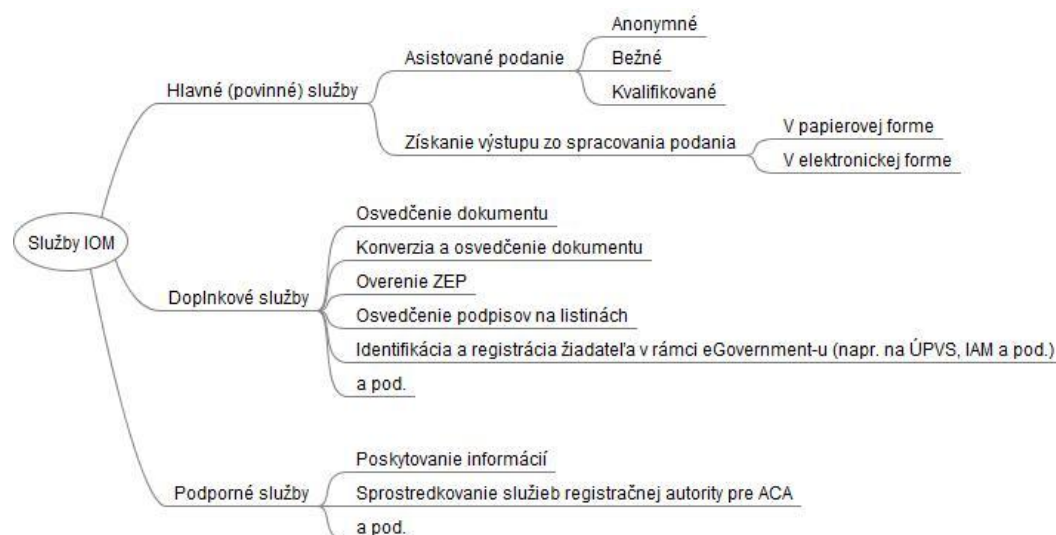 Služby IOM
Hlavné (povinné) služby
Asistované podanie
Anonymné
Bežné
Kvalifikované
Získanie výstupu zo spracovania podania
V papierovej forme
V elektronickej forme
Doplnkové služby
Osvedčenie dokumentu
Konverzia a osvedčenie dokumentu
Overenie ZEP
Osvedčenie podpisov na listinách
Identifikácia a registrácia žiadateľa v rámci eGovernment-u (napr. na ÚPVS, IAM a pod.)
a pod.
Podporné služby
Poskytovanie informácií
Sprostredkovanie služieb registračnej autority pre ACA
a pod.